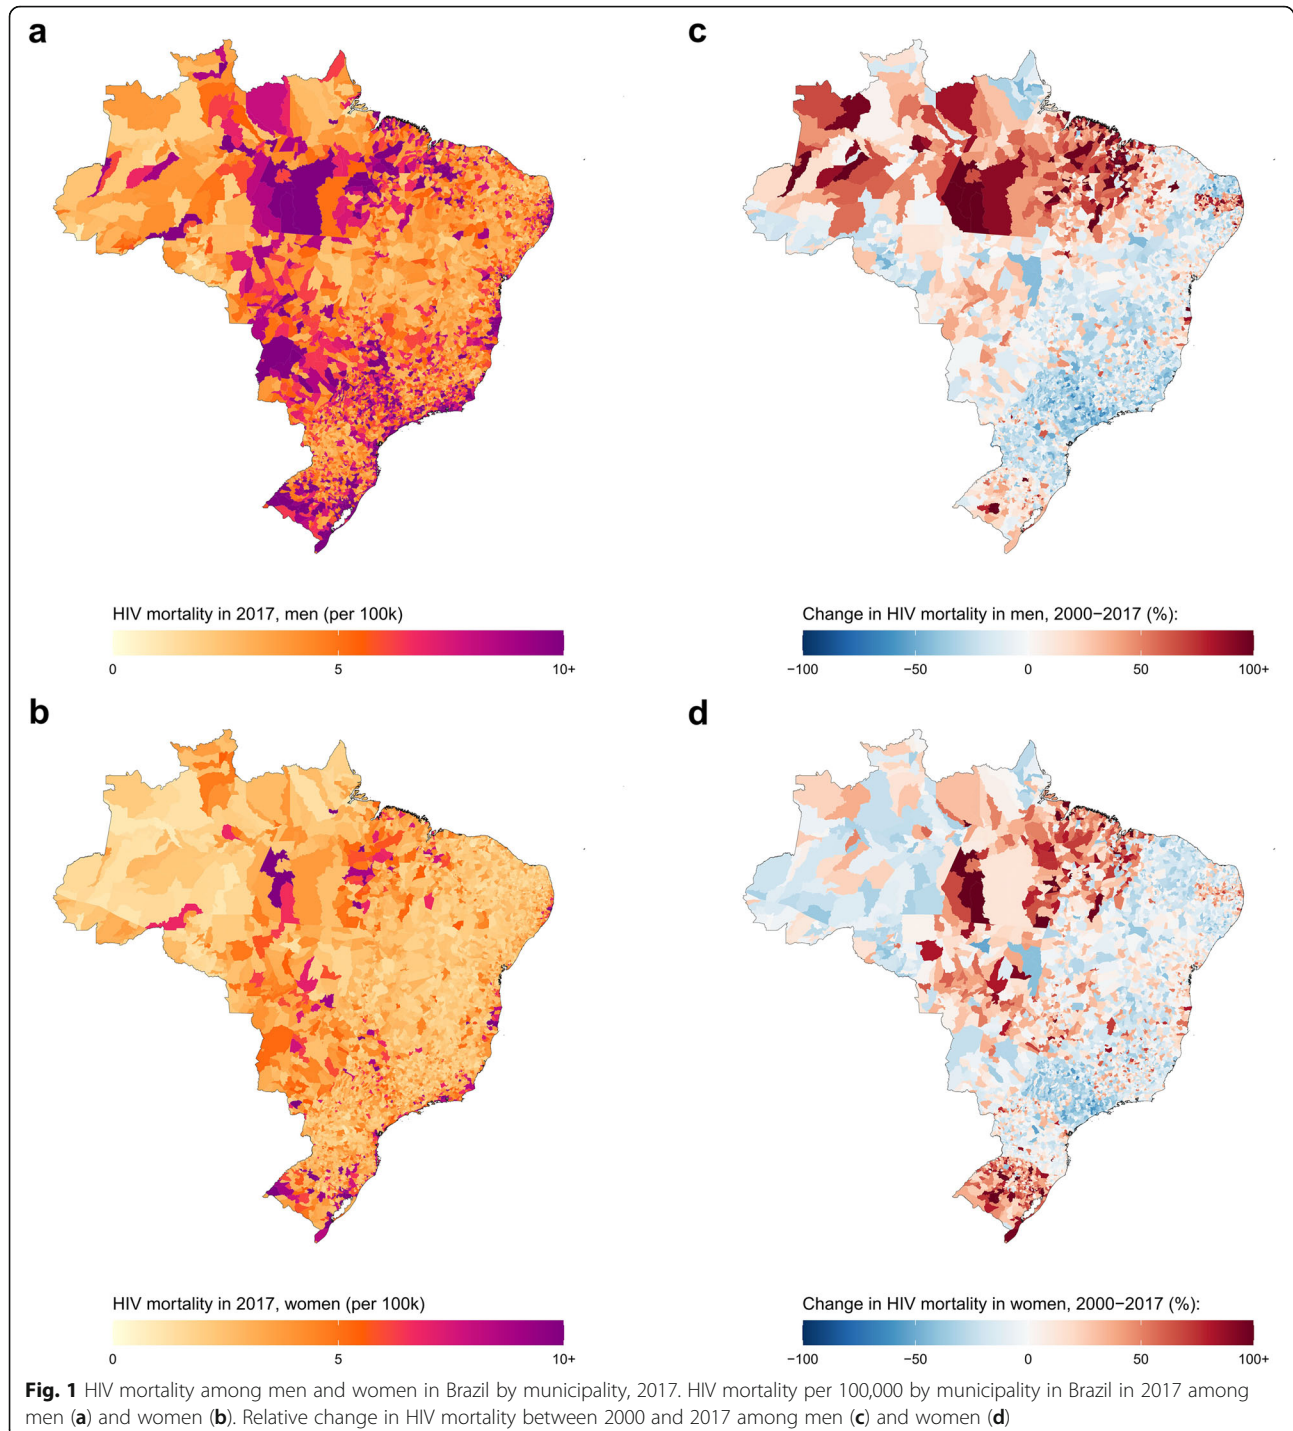 a
c
HIV mortality in 2017, men (per 100k)
0 5 10+
Change in HIV mortality in men, 2000−2017 (%):
−100 −50 0 50 100+
b
d
HIV mortality in 2017, women (per 100k)
0 5 10+
Change in HIV mortality in women, 2000−2017 (%):
−100 −50 0 50 100+
Fig. 1 HIV mortality among men and women in Brazil by municipality, 2017. HIV mortality per 100,000 by municipality in Brazil in 2017 among
men (a) and women (b). Relative change in HIV mortality between 2000 and 2017 among men (c) and women (d)